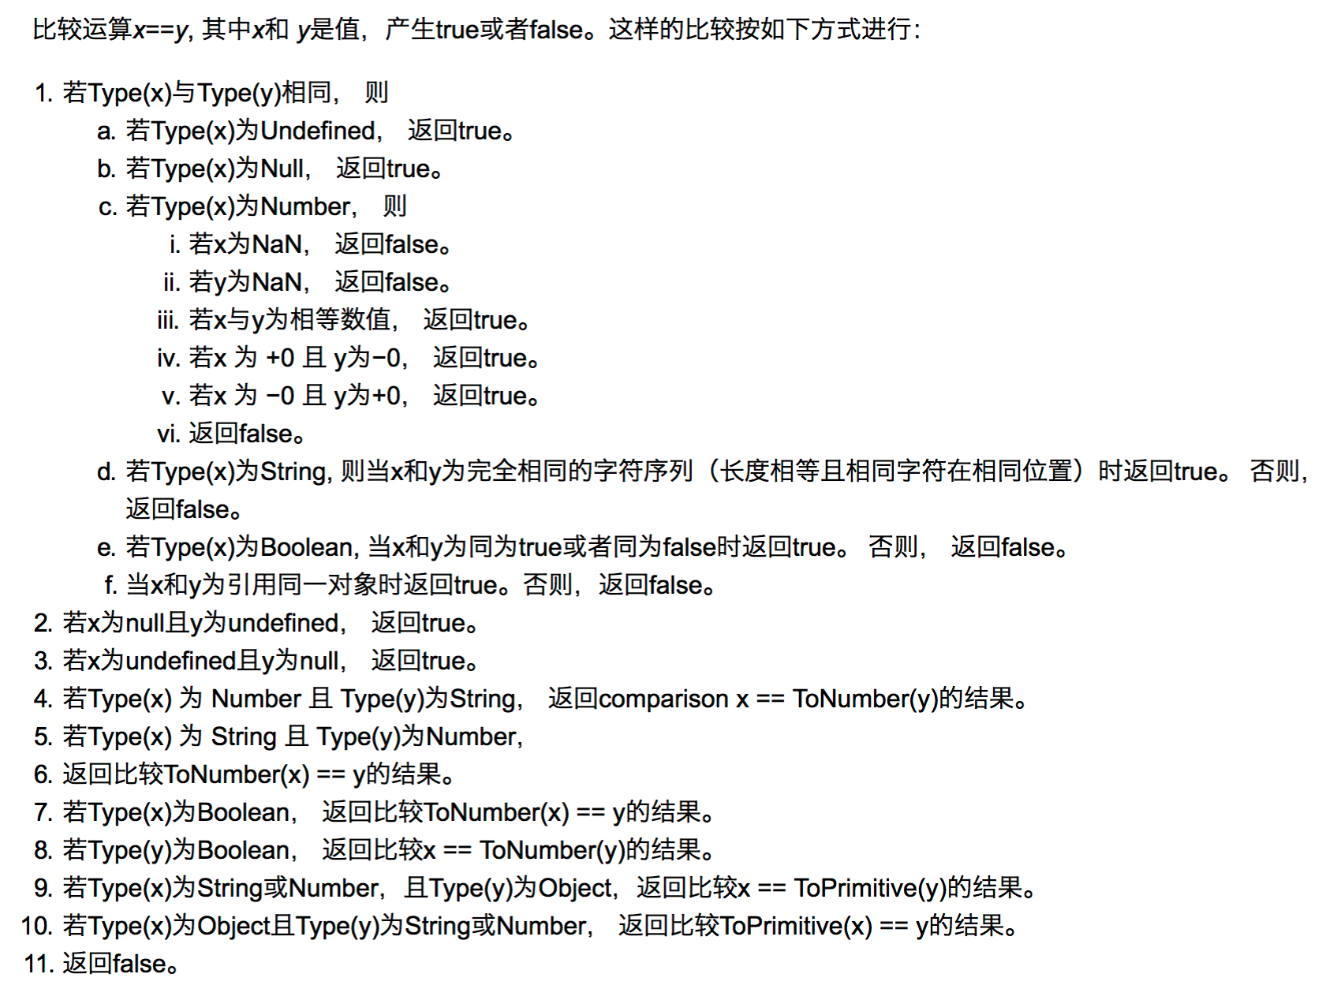 比较运算x==y, 其中x和 y是值，产生true或者false。这样的比较按如下方式进行：
1. 若Type(x)与Type(y)相同， 则
a. 若Type(x)为Undefined， 返回true。
b. 若Type(x)为Null， 返回true。
c. 若Type(x)为Number， 则
i. 若x为NaN， 返回false。
ii. 若y为NaN， 返回false。
iii. 若x与y为相等数值， 返回true。
iv. 若x 为 +0 且 y为−0， 返回true。
v. 若x 为 −0 且 y为+0， 返回true。
vi. 返回false。
d. 若Type(x)为String, 则当x和y为完全相同的字符序列（长度相等且相同字符在相同位置）时返回true。 否则，
返回false。
e. 若Type(x)为Boolean, 当x和y为同为true或者同为false时返回true。 否则， 返回false。
f. 当x和y为引用同一对象时返回true。否则，返回false。
2. 若x为null且y为undefined， 返回true。
3. 若x为undefined且y为null， 返回true。
4. 若Type(x) 为 Number 且 Type(y)为String， 返回comparison x == ToNumber(y)的结果。
5. 若Type(x) 为 String 且 Type(y)为Number，
6. 返回比较ToNumber(x) == y的结果。
7. 若Type(x)为Boolean， 返回比较ToNumber(x) == y的结果。
8. 若Type(y)为Boolean， 返回比较x == ToNumber(y)的结果。
9. 若Type(x)为String或Number，且Type(y)为Object，返回比较x == ToPrimitive(y)的结果。
10. 若Type(x)为Object且Type(y)为String或Number， 返回比较ToPrimitive(x) == y的结果。
11. 返回false。